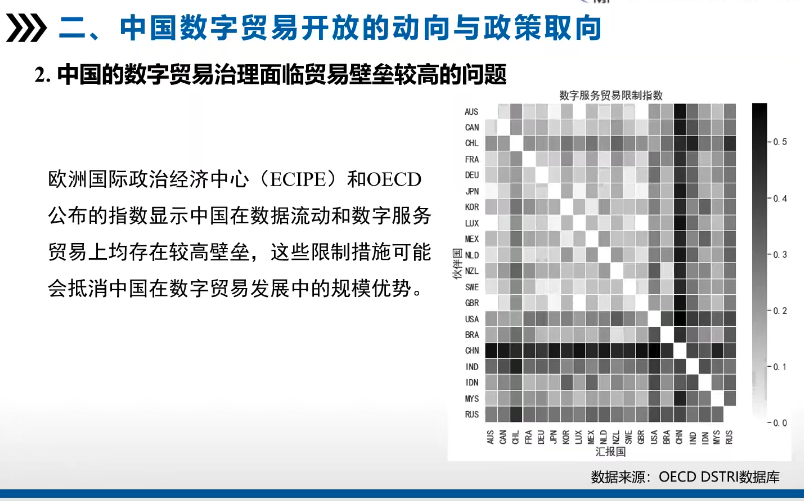 二、中国数字贸易开放的动向与政策取向
2. 中国的数字贸易治理面临贸易壁垒较高的问题
欧洲国际政治经济中心（ECIPE）和OECD
公布的指数显示中国在数据流动和数字服务
贸易上均存在较高壁垒，这些限制措施可能
会抵消中国在数字贸易发展中的规模优势。
数字服务贸易限制指数
伙伴国
AUS
CAN
CHL
FRA
DEU
JPN
KOR
LUX
MEX
NLD
NZL
SWE
GBR
USA
BRA
CHN
IND
IDN
MYS
RUS
AUS CAN CHL FRA DEU JPN KOR LUX MEX NLD NZL SWE GBR USA BRA CHN IND IDN MYS RUS
汇报国
0.5
0.4
0.3
0.2
0.1
0.0
数据来源：OECD DSTRI数据库